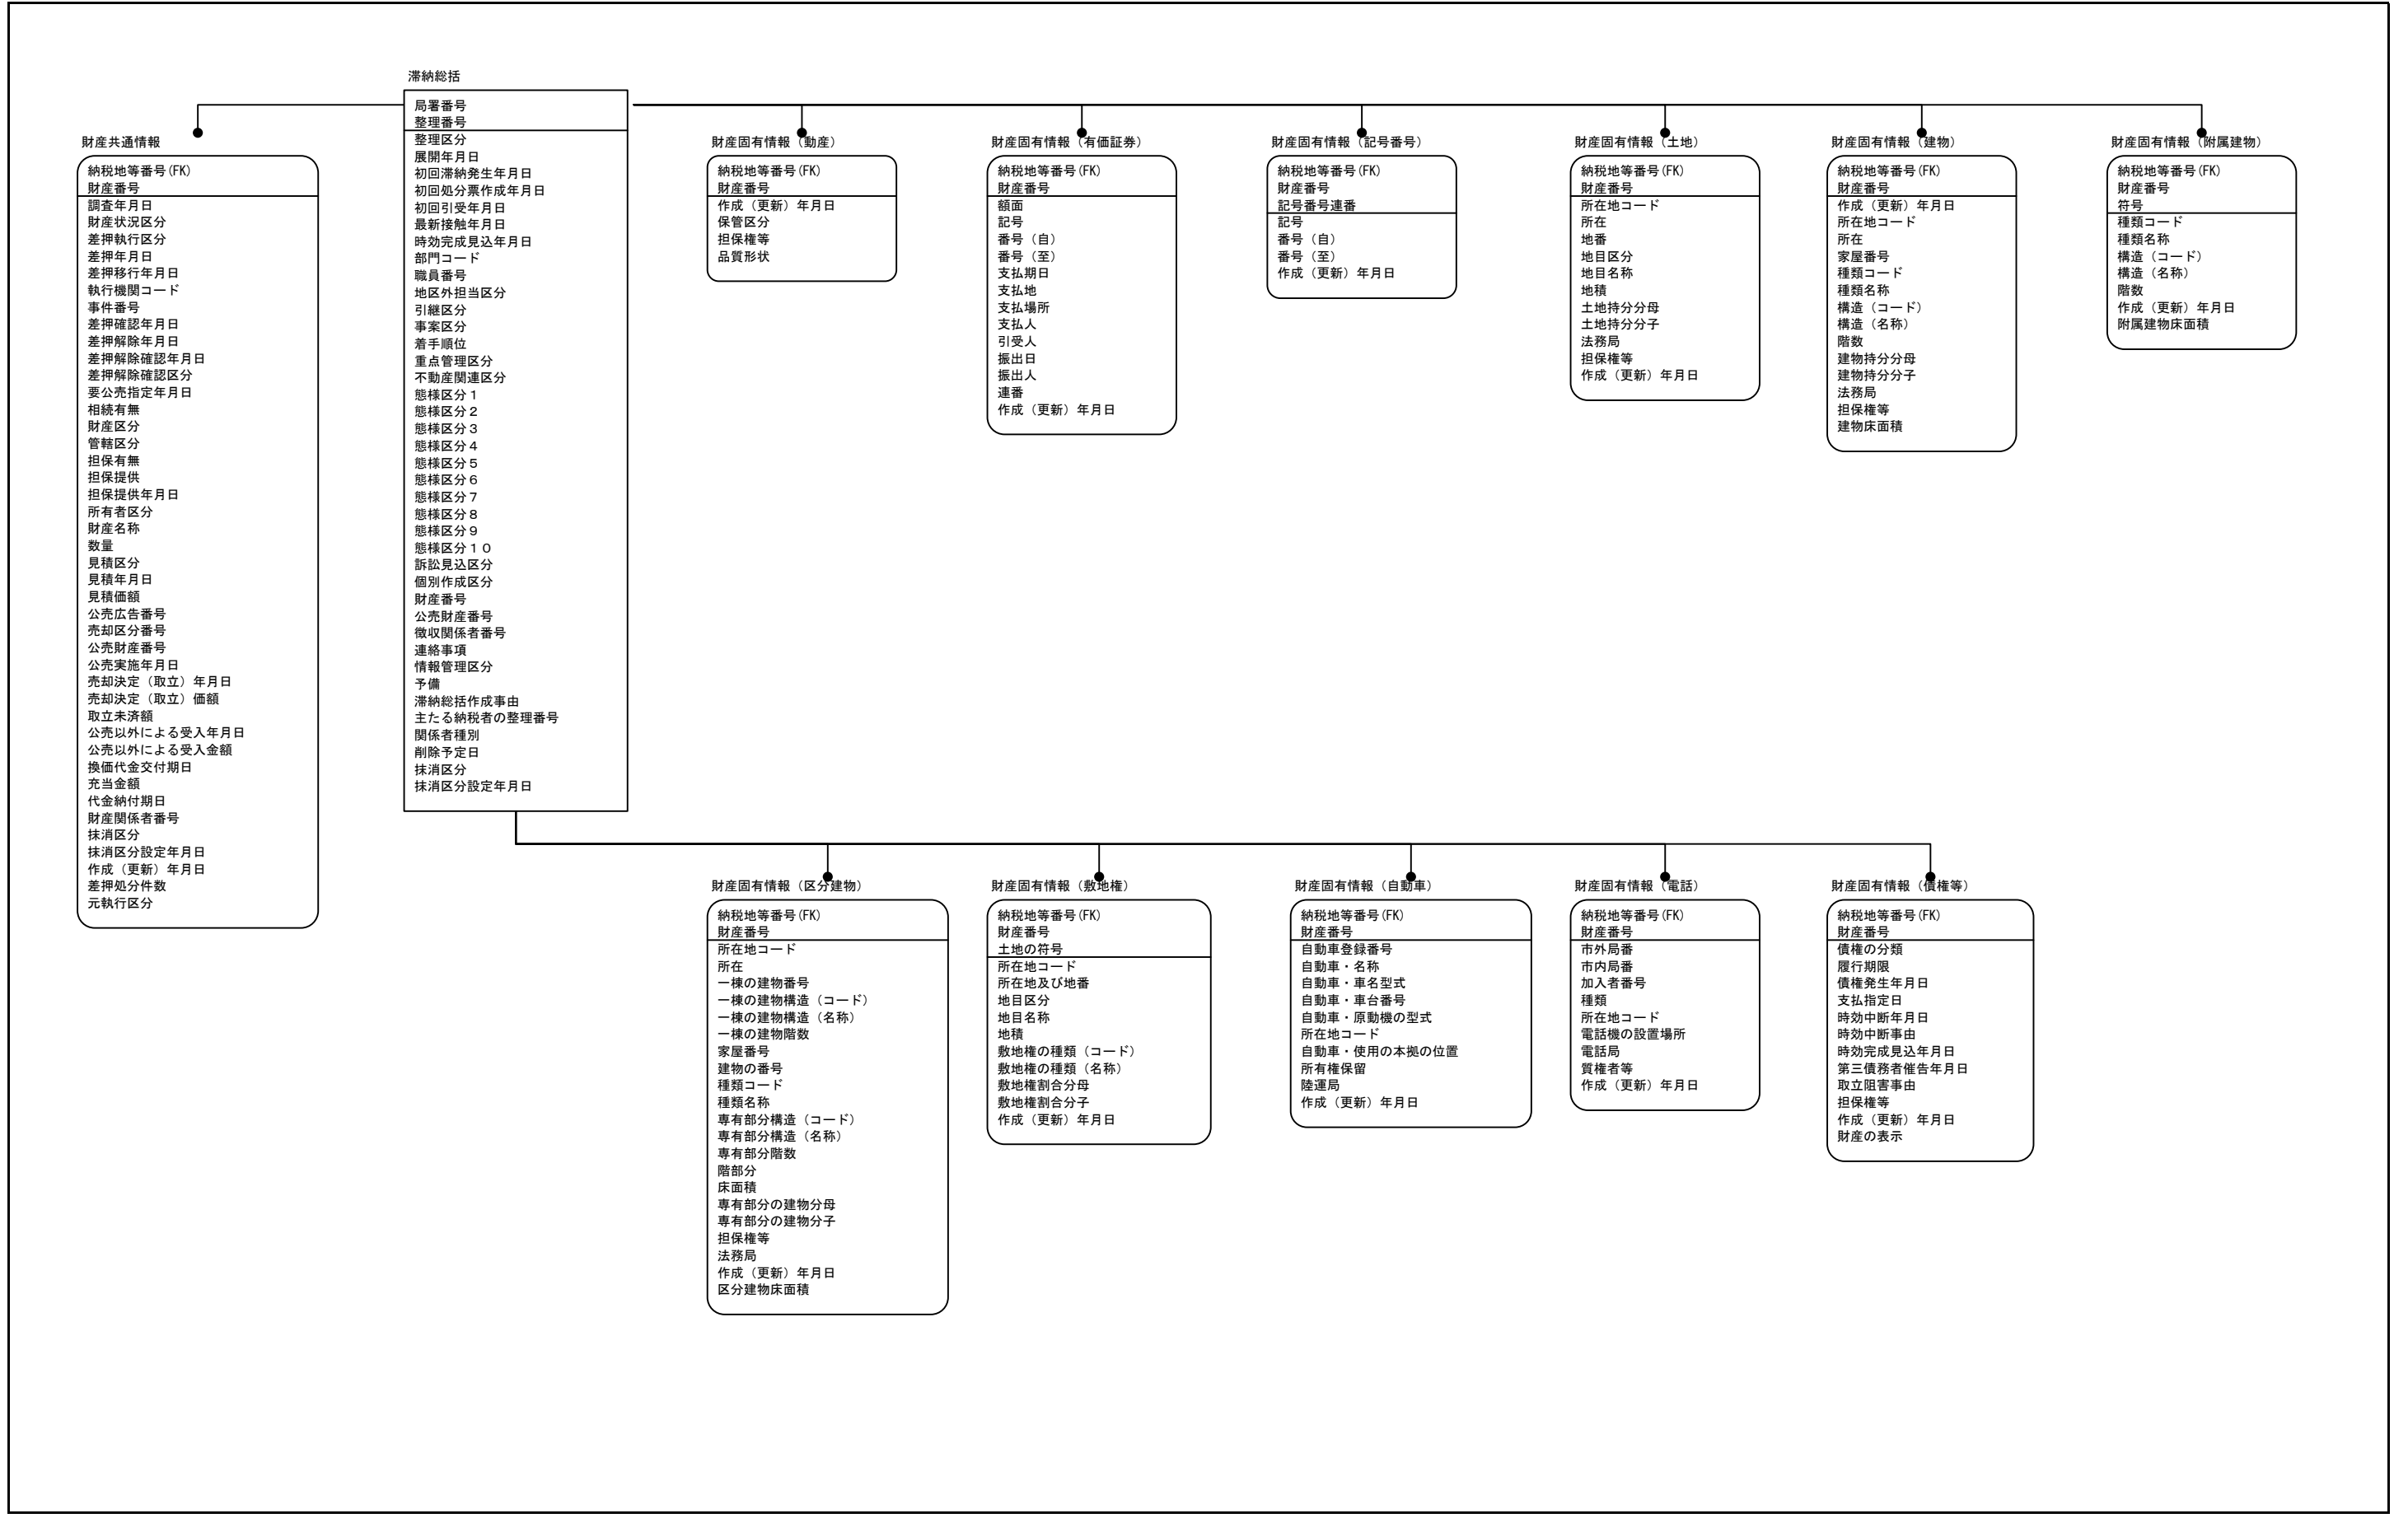 滞納総括
局署番号
整理番号
整理区分
展開年月日
初回滞納発生年月日
初回処分票作成年月日
初回引受年月日
最新接触年月日
時効完成見込年月日
部門コード
職員番号
地区外担当区分
引継区分
事案区分
着手順位
重点管理区分
不動産関連区分
態様区分１
態様区分２
態様区分３
態様区分４
態様区分５
態様区分６
態様区分７
態様区分８
態様区分９
態様区分１０
訴訟見込区分
個別作成区分
財産番号
公売財産番号
徴収関係者番号
連絡事項
情報管理区分
予備
滞納総括作成事由
主たる納税者の整理番号
関係者種別
削除予定日
抹消区分
抹消区分設定年月日
財産共通情報
納税地等番号(FK)
財産番号
調査年月日
財産状況区分
差押執行区分
差押年月日
差押移行年月日
執行機関コード
事件番号
差押確認年月日
差押解除年月日
差押解除確認年月日
差押解除確認区分
要公売指定年月日
相続有無
財産区分
管轄区分
担保有無
担保提供
担保提供年月日
所有者区分
財産名称
数量
見積区分
見積年月日
見積価額
公売広告番号
売却区分番号
公売財産番号
公売実施年月日
売却決定（取立）年月日
売却決定（取立）価額
取立未済額
公売以外による受入年月日
公売以外による受入金額
換価代金交付期日
充当金額
代金納付期日
財産関係者番号
抹消区分
抹消区分設定年月日
作成（更新）年月日
差押処分件数
元執行区分
財産固有情報（動産）
納税地等番号(FK)
財産番号
作成（更新）年月日
保管区分
担保権等
品質形状
財産固有情報（有価証券）
納税地等番号(FK)
財産番号
額面
記号
番号（自）
番号（至）
支払期日
支払地
支払場所
支払人
引受人
振出日
振出人
連番
作成（更新）年月日
財産固有情報（記号番号）
納税地等番号(FK)
財産番号
記号番号連番
記号
番号（自）
番号（至）
作成（更新）年月日
財産固有情報（土地）
納税地等番号(FK)
財産番号
所在地コード
所在
地番
地目区分
地目名称
地積
土地持分分母
土地持分分子
法務局
担保権等
作成（更新）年月日
財産固有情報（建物）
納税地等番号(FK)
財産番号
作成（更新）年月日
所在地コード
所在
家屋番号
種類コード
種類名称
構造（コード）
構造（名称）
階数
建物持分分母
建物持分分子
法務局
担保権等
建物床面積
財産固有情報（附属建物）
納税地等番号(FK)
財産番号
符号
種類コード
種類名称
構造（コード）
構造（名称）
階数
作成（更新）年月日
附属建物床面積
財産固有情報（区分建物）
納税地等番号(FK)
財産番号
所在地コード
所在
一棟の建物番号
一棟の建物構造（コード）
一棟の建物構造（名称）
一棟の建物階数
家屋番号
建物の番号
種類コード
種類名称
専有部分構造（コード）
専有部分構造（名称）
専有部分階数
階部分
床面積
専有部分の建物分母
専有部分の建物分子
担保権等
法務局
作成（更新）年月日
区分建物床面積
財産固有情報（敷地権）
納税地等番号(FK)
財産番号
土地の符号
所在地コード
所在地及び地番
地目区分
地目名称
地積
敷地権の種類（コード）
敷地権の種類（名称）
敷地権割合分母
敷地権割合分子
作成（更新）年月日
財産固有情報（自動車）
納税地等番号(FK)
財産番号
自動車登録番号
自動車・名称
自動車・車名型式
自動車・車台番号
自動車・原動機の型式
所在地コード
自動車・使用の本拠の位置
所有権保留
陸運局
作成（更新）年月日
財産固有情報（電話）
納税地等番号(FK)
財産番号
市外局番
市内局番
加入者番号
種類
所在地コード
電話機の設置場所
電話局
質権者等
作成（更新）年月日
財産固有情報（債権等）
納税地等番号(FK)
財産番号
債権の分類
履行期限
債権発生年月日
支払指定日
時効中断年月日
時効中断事由
時効完成見込年月日
第三債務者催告年月日
取立阻害事由
担保権等
作成（更新）年月日
財産の表示